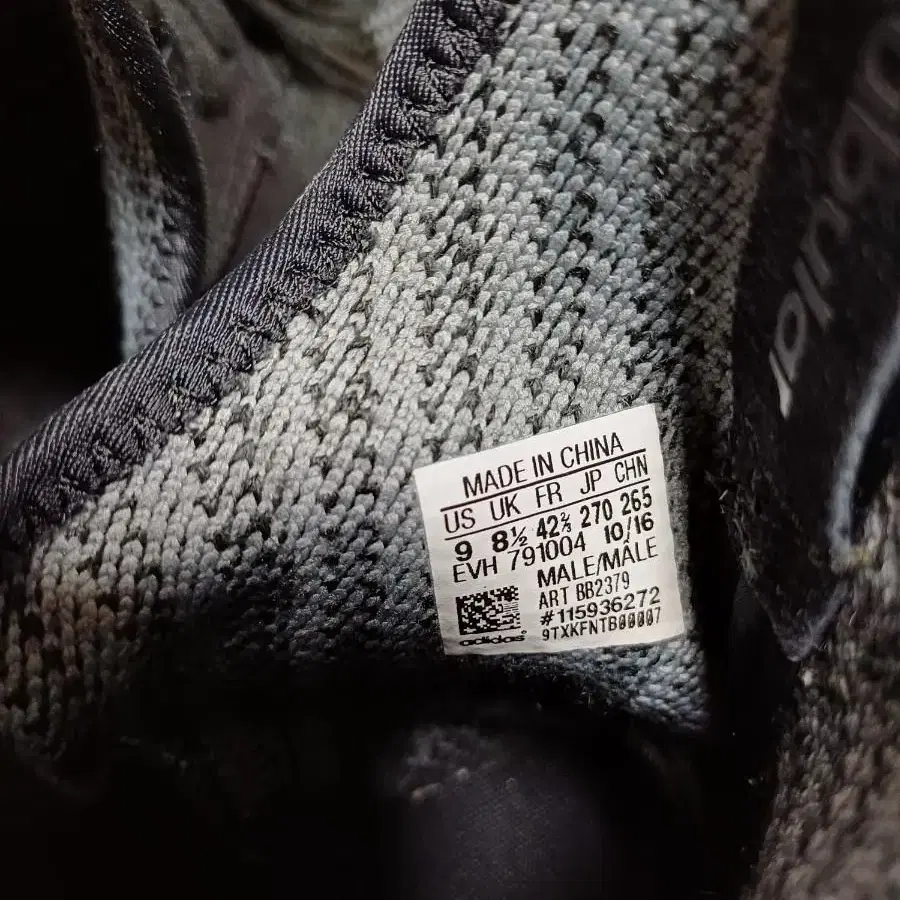 MADE IN CHINA
US UK FR JP CHN
9 8½ 42⅔ 270 265
EVH 791004 10/16
MALE/MÂLE
ART BB2379
#115936272
9TXKFNTB00007
adidas